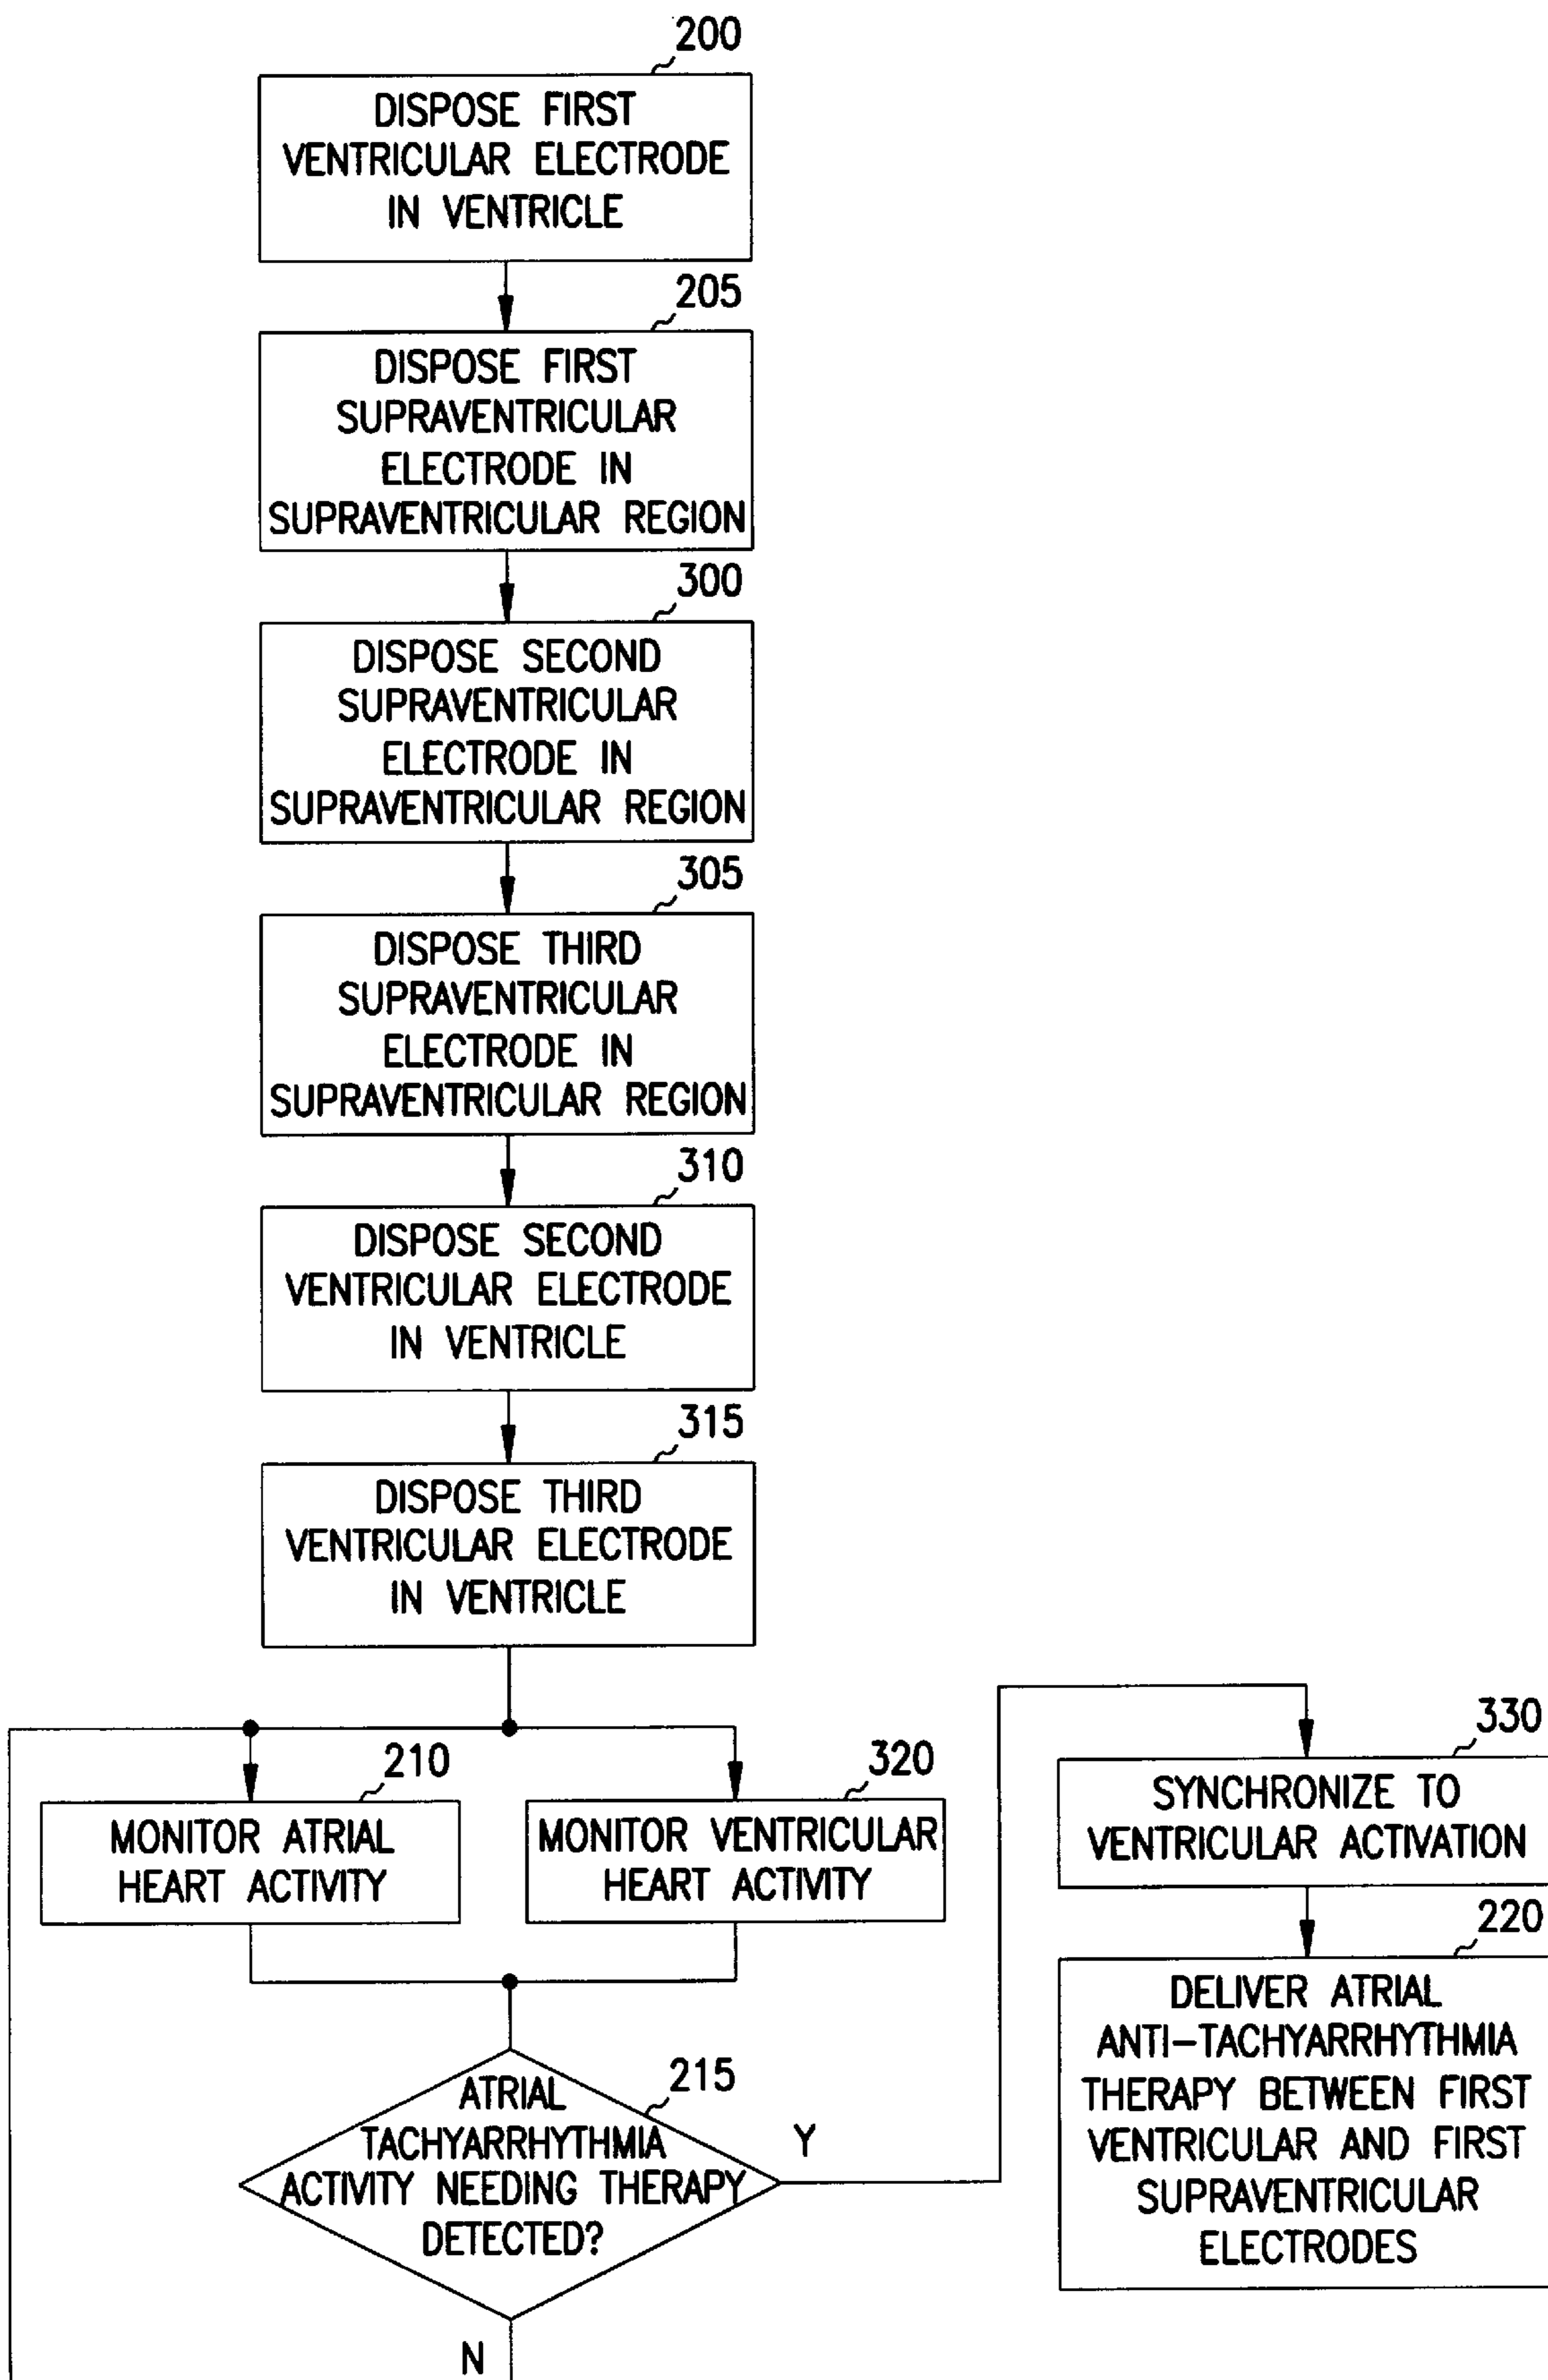 200
DISPOSE FIRST
VENTRICULAR ELECTRODE
IN VENTRICLE
205
DISPOSE FIRST
SUPRAVENTRICULAR
ELECTRODE IN
SUPRAVENTRICULAR REGION
300
DISPOSE SECOND
SUPRAVENTRICULAR
ELECTRODE IN
SUPRAVENTRICULAR REGION
305
DISPOSE THIRD
SUPRAVENTRICULAR
ELECTRODE IN
SUPRAVENTRICULAR REGION
310
DISPOSE SECOND
VENTRICULAR ELECTRODE
IN VENTRICLE
315
DISPOSE THIRD
VENTRICULAR ELECTRODE
IN VENTRICLE
210
MONITOR ATRIAL
HEART ACTIVITY
320
MONITOR VENTRICULAR
HEART ACTIVITY
215
ATRIAL
TACHYARRHYTHMIA
ACTIVITY NEEDING THERAPY
DETECTED?
Y
N
330
SYNCHRONIZE TO
VENTRICULAR ACTIVATION
220
DELIVER ATRIAL
ANTI-TACHYARRHYTHMIA
THERAPY BETWEEN FIRST
VENTRICULAR AND FIRST
SUPRAVENTRICULAR
ELECTRODES